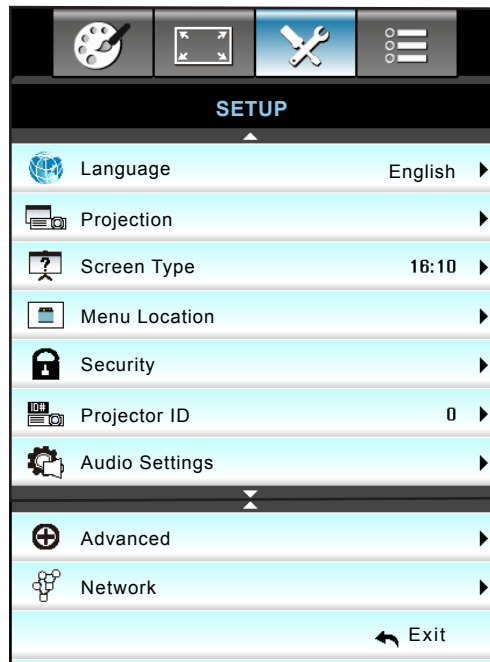 SETUP
Language English
Projection
? Screen Type 16:10
Menu Location
Security
ID# Projector ID 0
Audio Settings
Advanced
Network
Exit